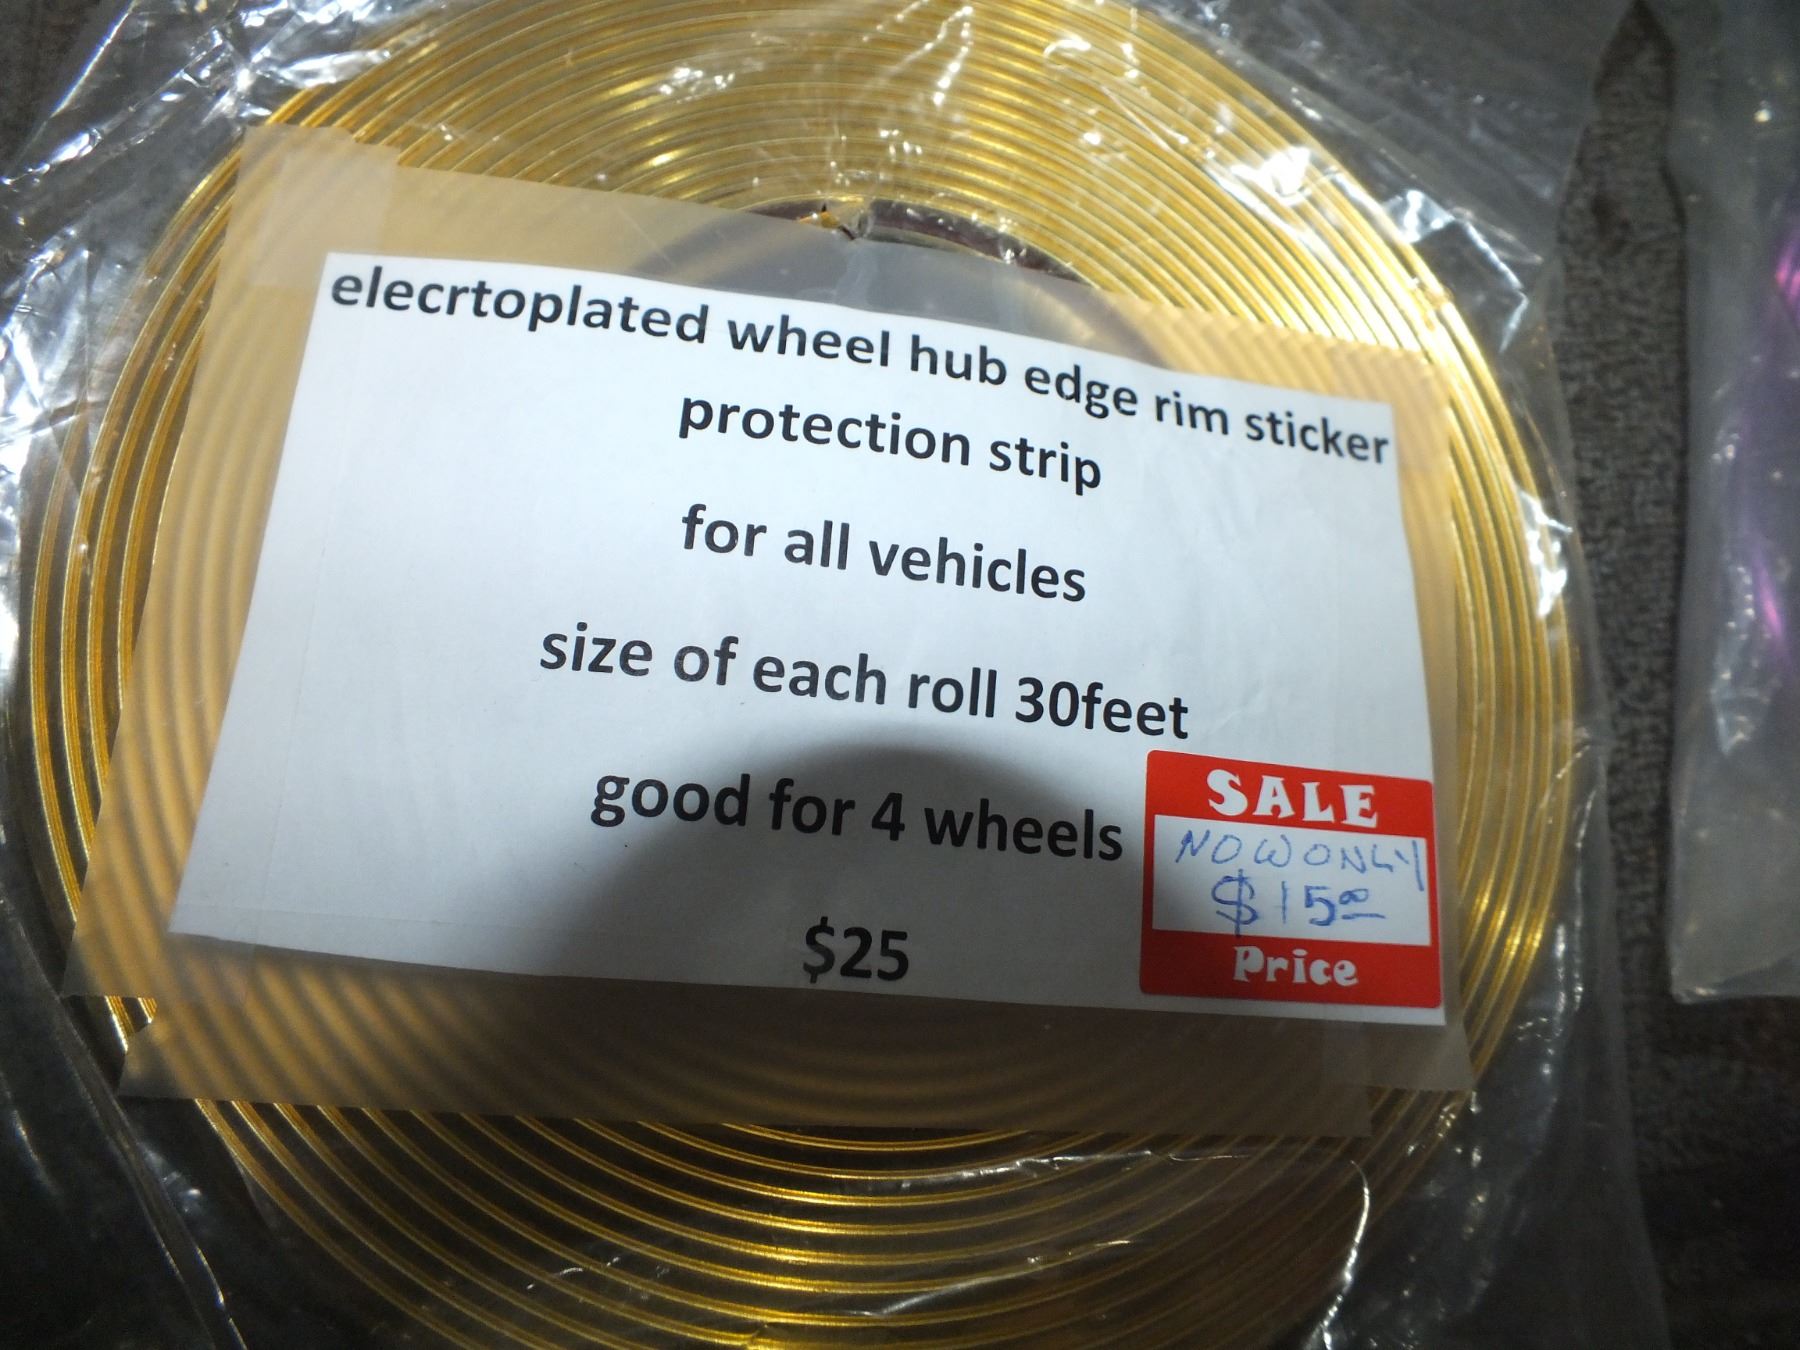 elecrtoplated wheel hub edge rim sticker
protection strip
for all vehicles
size of each roll 30feet
good for 4 wheels
$25
SALE
NOW ONLY
$15.00
Price